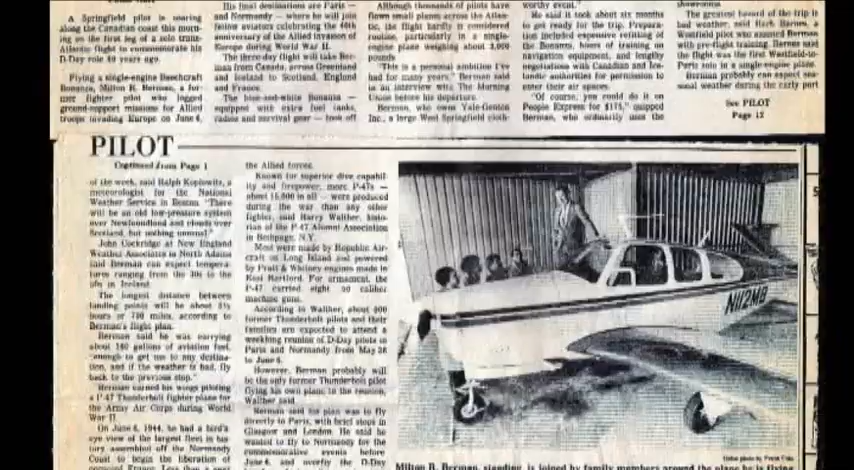 A Springfield pilot is soaring
along the Canadian coast this morn-
ing on the first leg of a solo trans-
Atlantic flight to commemorate his
D-Day role 40 years ago.
Flying a single-engine Beechcraft
Bonanza, Milton R. Berman, a for-
mer fighter pilot who logged
ground-support missions for Allied
troops invading Europe on June 6,
His final destinations are Paris —
and Normandy — where he will join
fellow aviators celebrating the 40th
anniversary of the Allied invasion of
Europe during World War II.
The three-day flight will take Ber-
man from Canada, across Greenland
and Iceland to Scotland, England
and France.
The blue-and-white Bonanza —
equipped with extra fuel tanks,
radios and survival gear — took off
Although thousands of pilots have
flown small planes across the Atlan-
tic, the flight hardly is considered
routine, particularly in a single-
engine plane weighing about 3,000
pounds.
"This is a personal ambition I've
had for many years," Berman said
in an interview with The Morning
Union before his departure.
Berman, who owns Yale-Genton
Inc., a large West Springfield cloth-
worthy event."
He said it took about six months
to get ready for the trip. Prepara-
tion included expensive refitting of
the Bonanza, hours of training on
navigation equipment, and lengthy
negotiations with Canadian and Ice-
landic authorities for permission to
enter their air spaces.
"Of course, you could do it on
People Express for $175," quipped
Berman, who ordinarily uses the
showrooms.
The greatest hazard of the trip is
bad weather, said Barnes, a
Westfield pilot who assisted Berman
with pre-flight training. Berman said
the flight was the first Westfield-to-
Paris solo in a single-engine plane.
Berman probably can expect sea-
sonal weather during the early part
See PILOT
Page 12
PILOT
Continued from Page 1
of the week, said Ralph Koplowitz, a
meteorologist for the National
Weather Service in Boston. "There
will be an old low-pressure system
over Newfoundland and clouds over
Scotland, but nothing unusual."
John Cockridge at New England
Weather Associates in North Adams
said Berman can expect tempera-
tures ranging from the 30s to the
60s in Iceland.
The longest distance between
landing points will be about 5½
hours or 750 miles, according to
Berman's flight plan.
Berman said he was carrying
about 140 gallons of aviation fuel,
"enough to get me to any destina-
tion, and if the weather is bad, fly
back to the previous stop."
Berman earned his wings piloting
a P-47 Thunderbolt fighter plane for
the Army Air Corps during World
War II.
On June 6, 1944, he had a bird's
eye view of the largest fleet in his-
tory assembled off the Normandy
Coast to begin the liberation of
the Allied forces.
Known for superior dive capabil-
ity and firepower, more P-47s —
about 15,000 in all — were produced
during the war than any other
fighter, said Harry Walther, histo-
rian of the P-47 Alumni Association
in Bethpage, N.Y.
Most were made by Republic Air-
craft on Long Island and powered
by Pratt & Whitney engines made in
East Hartford. For armament, the
P-47 carried eight 50 caliber
machine guns.
According to Walther, about 900
former Thunderbolt pilots and their
families are expected to attend a
weeklong reunion of D-Day pilots in
Paris and Normandy from May 28
to June 6.
However, Berman probably will
be the only former Thunderbolt pilot
flying his own plane to the reunion,
Walther said.
Berman said his plan was to fly
directly to Paris, with brief stops in
Glasgow and London. He said he
wanted to fly to Normandy for the
commemorative events before
June 6, and overfly the D-Day
N112MB
Milton R. Berman, standing, is joined by family members around the plane he is flying